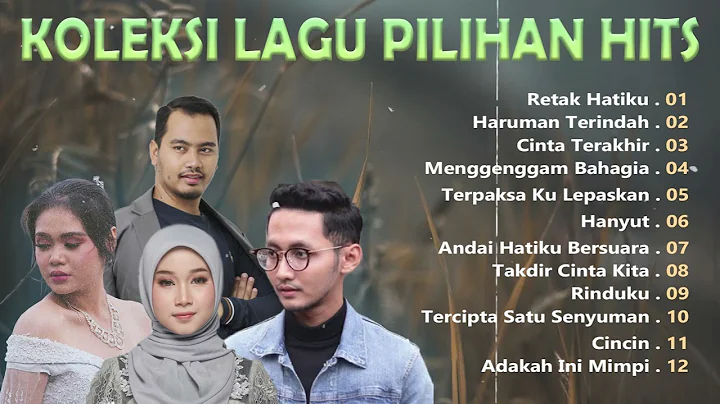 KOLEKSI LAGU PILIHAN HITS
Retak Hatiku . 01
Haruman Terindah . 02
Cinta Terakhir . 03
Menggenggam Bahagia . 04
Terpaksa Ku Lepaskan . 05
Hanyut . 06
Andai Hatiku Bersuara . 07
Takdir Cinta Kita . 08
Rinduku . 09
Tercipta Satu Senyuman . 10
Cincin . 11
Adakah Ini Mimpi . 12